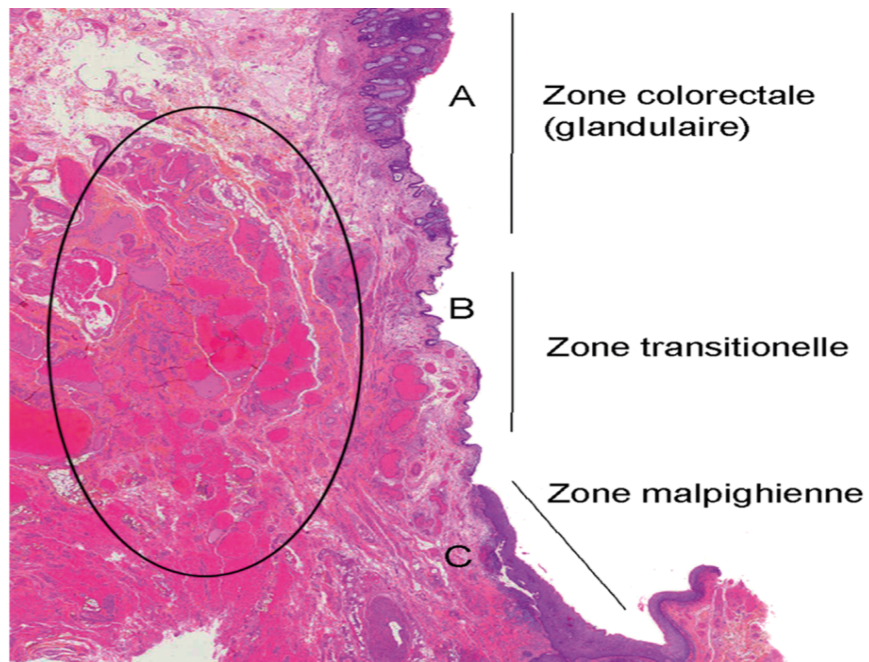 A
Zone colorectale
(glandulaire)
B
Zone transitionelle
Zone malpighienne
C